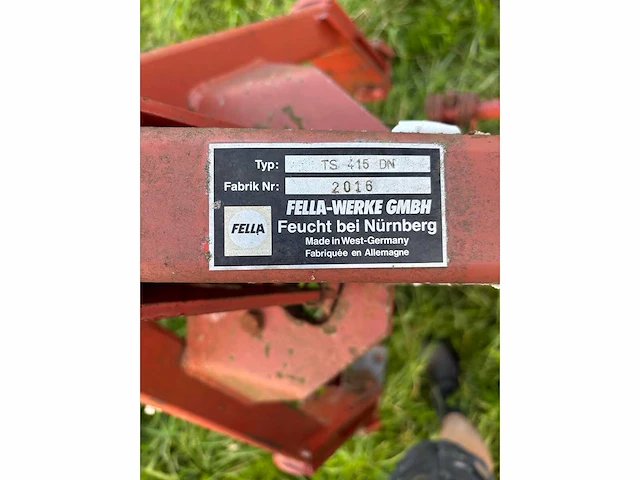 Typ: TS 415 DN
Fabrik Nr: 2016
FELLA-WERKE GMBH
FELLA
Feucht bei Nürnberg
Made in West-Germany
Fabriquée en Allemagne